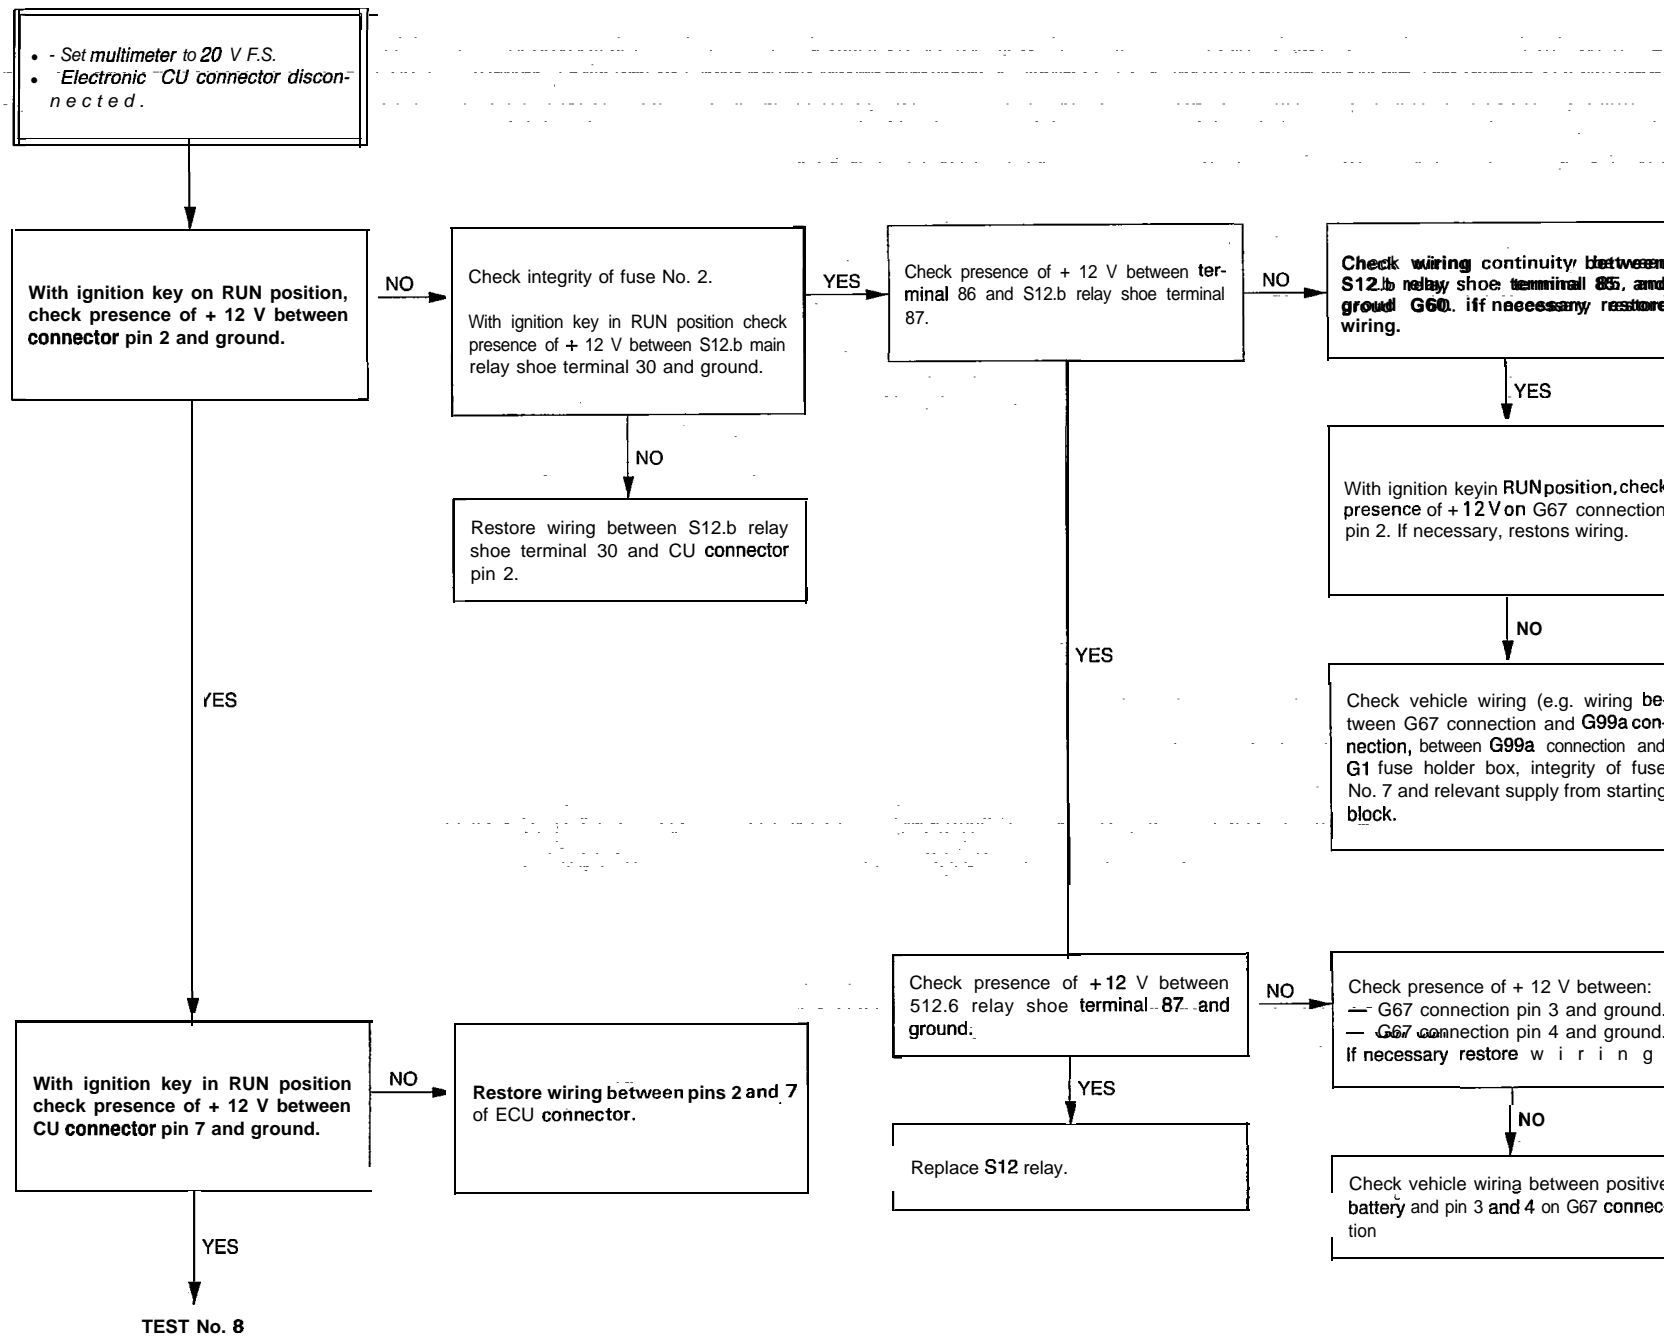 - Set multimeter to 20 V F.S.
Electronic CU connector discon-
nected.
With ignition key on RUN position,
check presence of + 12 V between
connector pin 2 and ground.
NO
Check integrity of fuse No. 2.
With ignition key in RUN position check
presence of + 12 V between S12.b main
relay shoe terminal 30 and ground.
YES
Check presence of + 12 V between ter-
minal 86 and S12.b relay shoe terminal
87.
NO
Check wiring continuity between
S12.b relay shoe terminal 85, and
groud G60. if necessary restore
wiring.
YES
NO
With ignition keyin RUN position, check
presence of + 12 V on G67 connection
pin 2. If necessary, restons wiring.
Restore wiring between S12.b relay
shoe terminal 30 and CU connector
pin 2.
NO
YES
YES
Check vehicle wiring (e.g. wiring be-
tween G67 connection and G99a con-
nection, between G99a connection and
G1 fuse holder box, integrity of fuse
No. 7 and relevant supply from starting
block.
Check presence of + 12 V between
512.6 relay shoe terminal 87 and
ground.
NO
Check presence of + 12 V between:
— G67 connection pin 3 and ground.
— G67 connection pin 4 and ground.
If necessary restore wiring
With ignition key in RUN position
check presence of + 12 V between
CU connector pin 7 and ground.
NO
Restore wiring between pins 2 and 7
of ECU connector.
YES
NO
Replace S12 relay.
Check vehicle wiring between positive
battery and pin 3 and 4 on G67 connec-
tion
YES
TEST No. 8